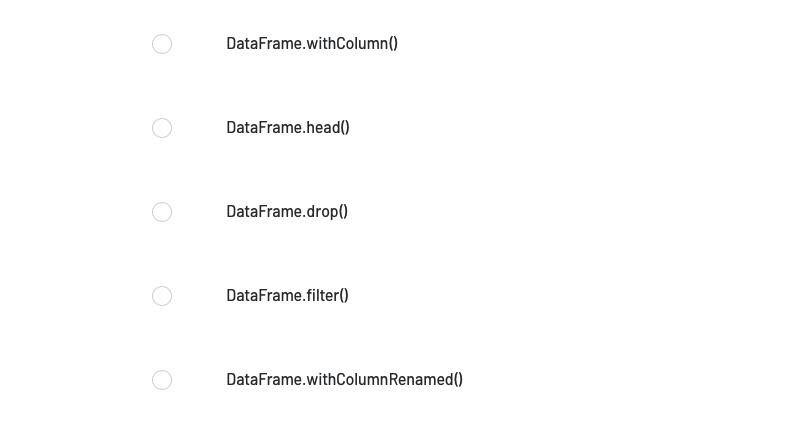 DataFrame.withColumn()
DataFrame.head()
DataFrame.drop()
DataFrame.filter()
DataFrame.withColumnRenamed()